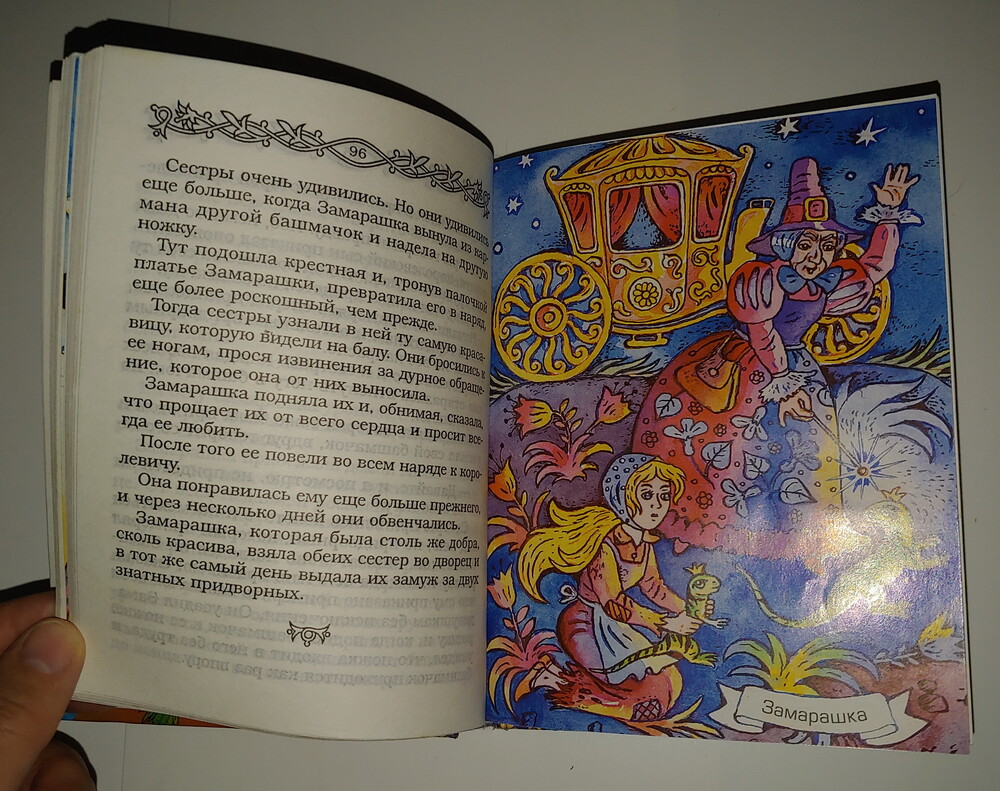 96
Сестры очень удивились. Но они удивились
еще больше, когда Замарашка вынула из кар-
мана другой башмачок и надела на другую
ножку.
Тут подошла крестная и, тронув палочкой
платье Замарашки, превратила его в наряд,
еще более роскошный, чем прежде.
Тогда сестры узнали в ней ту самую краса-
вицу, которую видели на балу. Они бросились к
ее ногам, прося извинения за дурное обраще-
ние, которое она от них выносила.
Замарашка подняла их и, обнимая, сказала,
что прощает их от всего сердца и просит все-
гда ее любить.
После того ее повели во всем наряде к коро-
левичу.
Она понравилась ему еще больше прежнего,
и через несколько дней они обвенчались.
Замарашка, которая была столь же добра,
сколь красива, взяла обеих сестер во дворец и
в тот же самый день выдала их замуж за двух
знатных придворных.
Замарашка